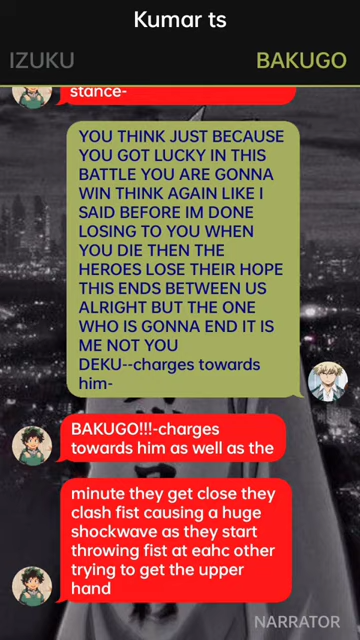 Kumar ts
IZUKU
BAKUGO
stance-
YOU THINK JUST BECAUSE
YOU GOT LUCKY IN THIS
BATTLE YOU ARE GONNA
WIN THINK AGAIN LIKE I
SAID BEFORE IM DONE
LOSING TO YOU WHEN
YOU DIE THEN THE
HEROES LOSE THEIR HOPE
THIS ENDS BETWEEN US
ALRIGHT BUT THE ONE
WHO IS GONNA END IT IS
ME NOT YOU
DEKU--charges towards
him-
BAKUGO!!!-charges
towards him as well as the
minute they get close they
clash fist causing a huge
shockwave as they start
throwing fist at eahc other
trying to get the upper
hand
NARRATOR